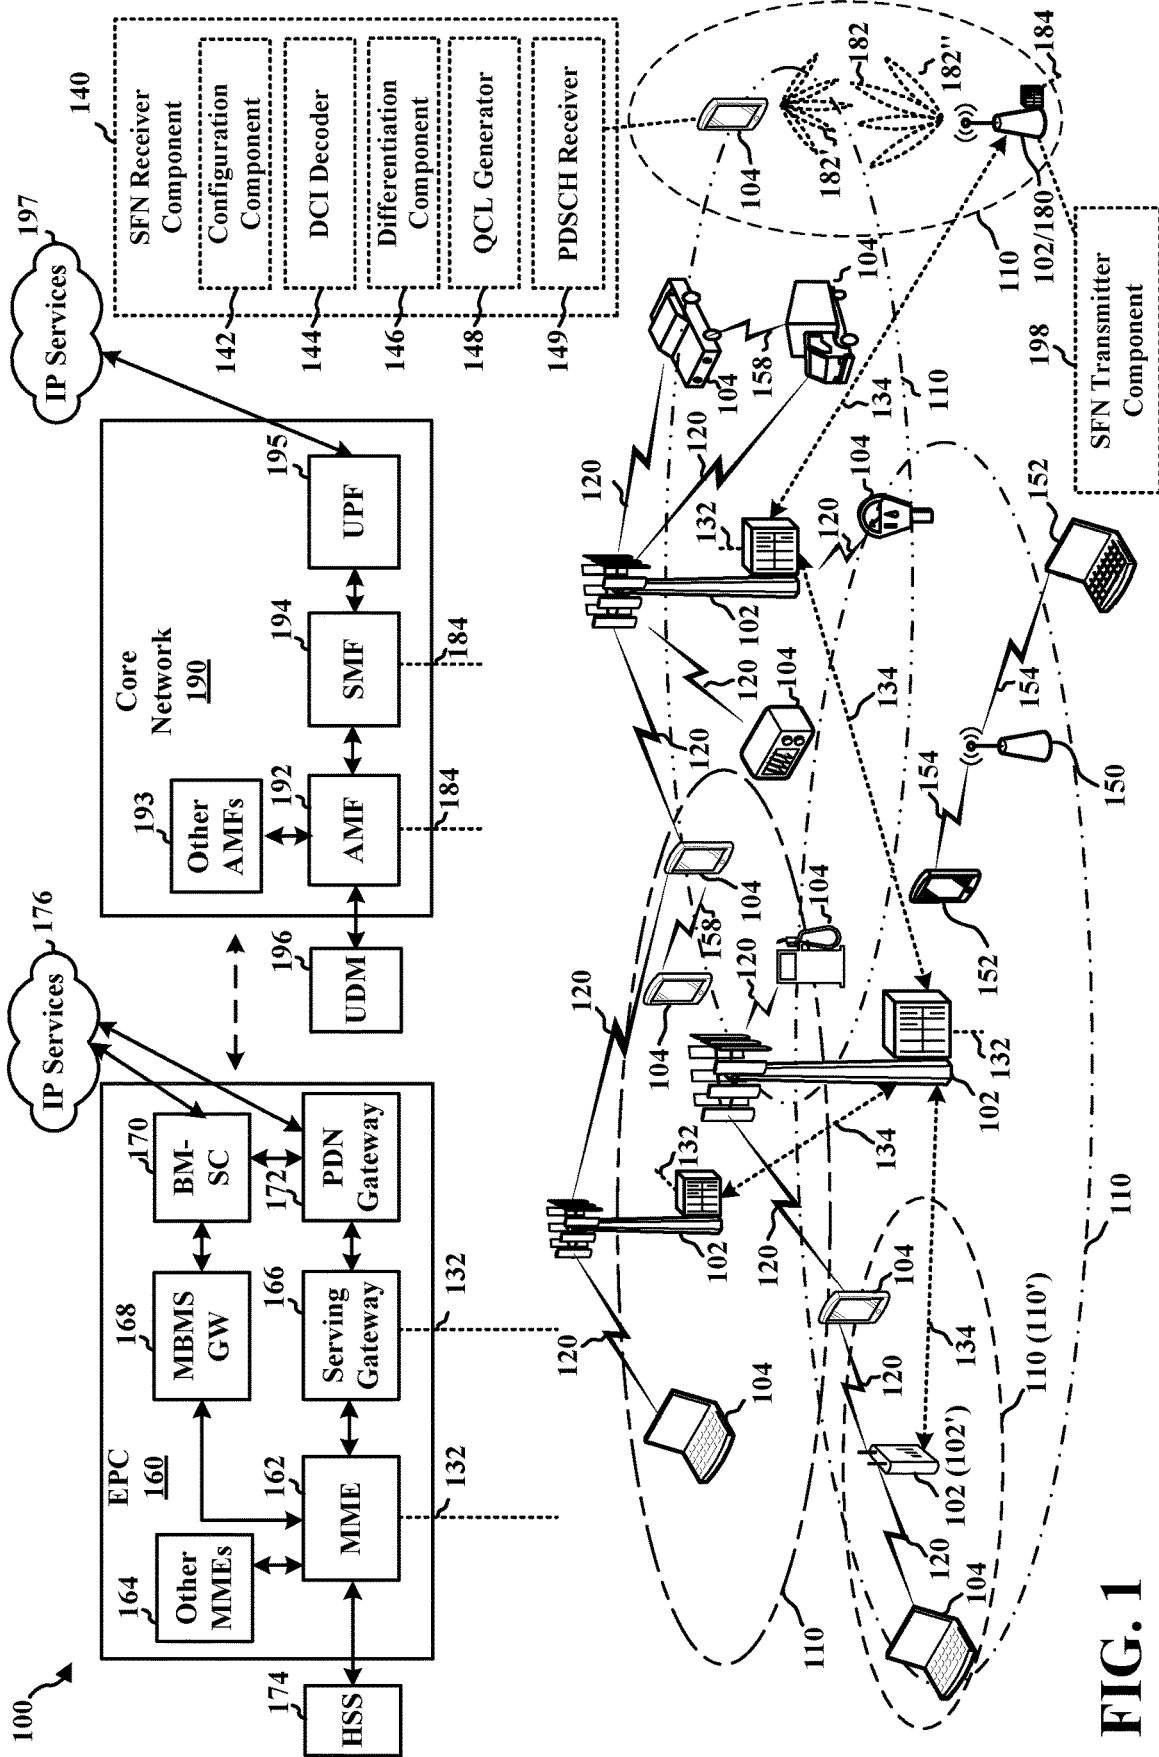 100
EPC
160
164
Other
MMEs
174
HSS
162
MME
168
MBMS
GW
170
BM-
SC
166
Serving
Gateway
172
PDN
Gateway
132
132
IP Services
176
Core
Network
190
193
Other
AMFs
196
UDM
192
AMF
194
SMF
195
UPF
184
184
IP Services
197
140
SFN Receiver
Component
142
Configuration
Component
144
DCI Decoder
146
Differentiation
Component
148
QCL Generator
149
PDSCH Receiver
120
104
110
132
102
120
104
158
104
120
104
120
134
132
102
120
104
120
102 (102')
120
104
134
110 (110')
110
120
120
104
120
132
102
120
104
134
120
104
158
104
134
110
152
154
150
154
152
104
182'
182
182''
184
110
102/180
198
SFN Transmitter
Component
FIG. 1